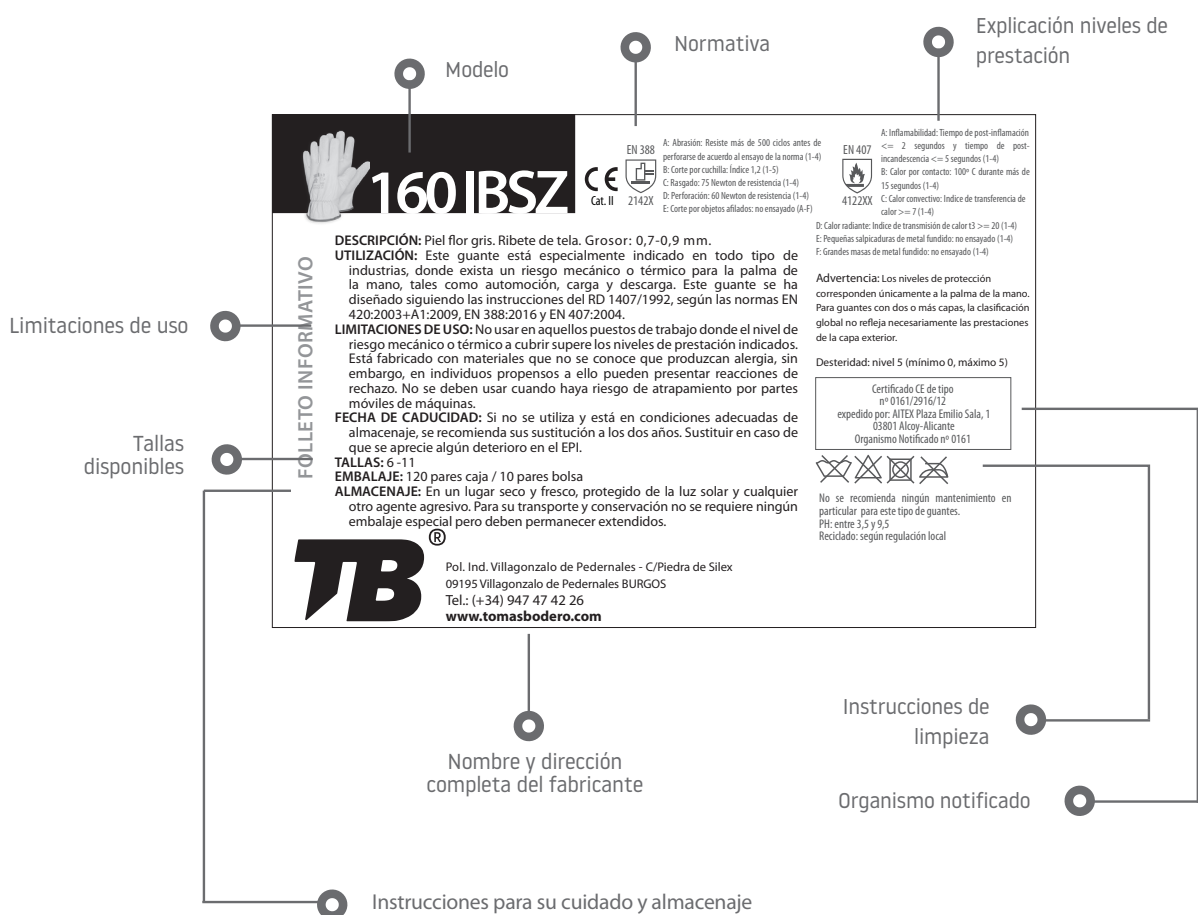 Explicación niveles de
prestación
Normativa
Modelo
160 IBSZ
CE
Cat. II
EN 388
2142X
A: Abrasión: Resiste más de 500 ciclos antes de
perforarse de acuerdo al ensayo de la norma (1-4)
B: Corte por cuchilla: Índice 1,2 (1-5)
C: Rasgado: 75 Newton de resistencia (1-4)
D: Perforación: 60 Newton de resistencia (1-4)
E: Corte por objetos afilados: no ensayado (A-F)
EN 407
4122XX
A: Inflamabilidad: Tiempo de post-inflamación
<= 2 segundos y tiempo de post-
incandescencia <= 5 segundos (1-4)
B: Calor por contacto: 100º C durante más de
15 segundos (1-4)
C: Calor convectivo: Indice de transferencia de
calor >= 7 (1-4)
D: Calor radiante: Indice de transmisión de calor t3 >= 20 (1-4)
E: Pequeñas salpicaduras de metal fundido: no ensayado (1-4)
F: Grandes masas de metal fundido: no ensayado (1-4)
Advertencia: Los niveles de protección
corresponden únicamente a la palma de la mano.
Para guantes con dos o más capas, la clasificación
global no refleja necesariamente las prestaciones
de la capa exterior.
Desteridad: nivel 5 (mínimo 0, máximo 5)
Certificado CE de tipo
nº 0161/2916/12
expedido por: AITEX Plaza Emilio Sala, 1
03801 Alcoy-Alicante
Organismo Notificado nº 0161
No se recomienda ningún mantenimiento en
particular para este tipo de guantes.
PH: entre 3,5 y 9,5
Reciclado: según regulación local
FOLLETO INFORMATIVO
DESCRIPCIÓN: Piel flor gris. Ribete de tela. Grosor: 0,7-0,9 mm.
UTILIZACIÓN: Este guante está especialmente indicado en todo tipo de
industrias, donde exista un riesgo mecánico o térmico para la palma de
la mano, tales como automoción, carga y descarga. Este guante se ha
diseñado siguiendo las instrucciones del RD 1407/1992, según las normas EN
420:2003+A1:2009, EN 388:2016 y EN 407:2004.
LIMITACIONES DE USO: No usar en aquellos puestos de trabajo donde el nivel de
riesgo mecánico o térmico a cubrir supere los niveles de prestación indicados.
Está fabricado con materiales que no se conoce que produzcan alergia, sin
embargo, en individuos propensos a ello pueden presentar reacciones de
rechazo. No se deben usar cuando haya riesgo de atrapamiento por partes
móviles de máquinas.
FECHA DE CADUCIDAD: Si no se utiliza y está en condiciones adecuadas de
almacenaje, se recomienda sus sustitución a los dos años. Sustituir en caso de
que se aprecie algún deterioro en el EPI.
TALLAS: 6 -11
EMBALAJE: 120 pares caja / 10 pares bolsa
ALMACENAJE: En un lugar seco y fresco, protegido de la luz solar y cualquier
otro agente agresivo. Para su transporte y conservación no se requiere ningún
embalaje especial pero deben permanecer extendidos.
TB®
Pol. Ind. Villagonzalo de Pedernales - C/Piedra de Silex
09195 Villagonzalo de Pedernales BURGOS
Tel.: (+34) 947 47 42 26
www.tomasbodero.com
Limitaciones de uso
Tallas
disponibles
Nombre y dirección
completa del fabricante
Instrucciones de
limpieza
Organismo notificado
Instrucciones para su cuidado y almacenaje